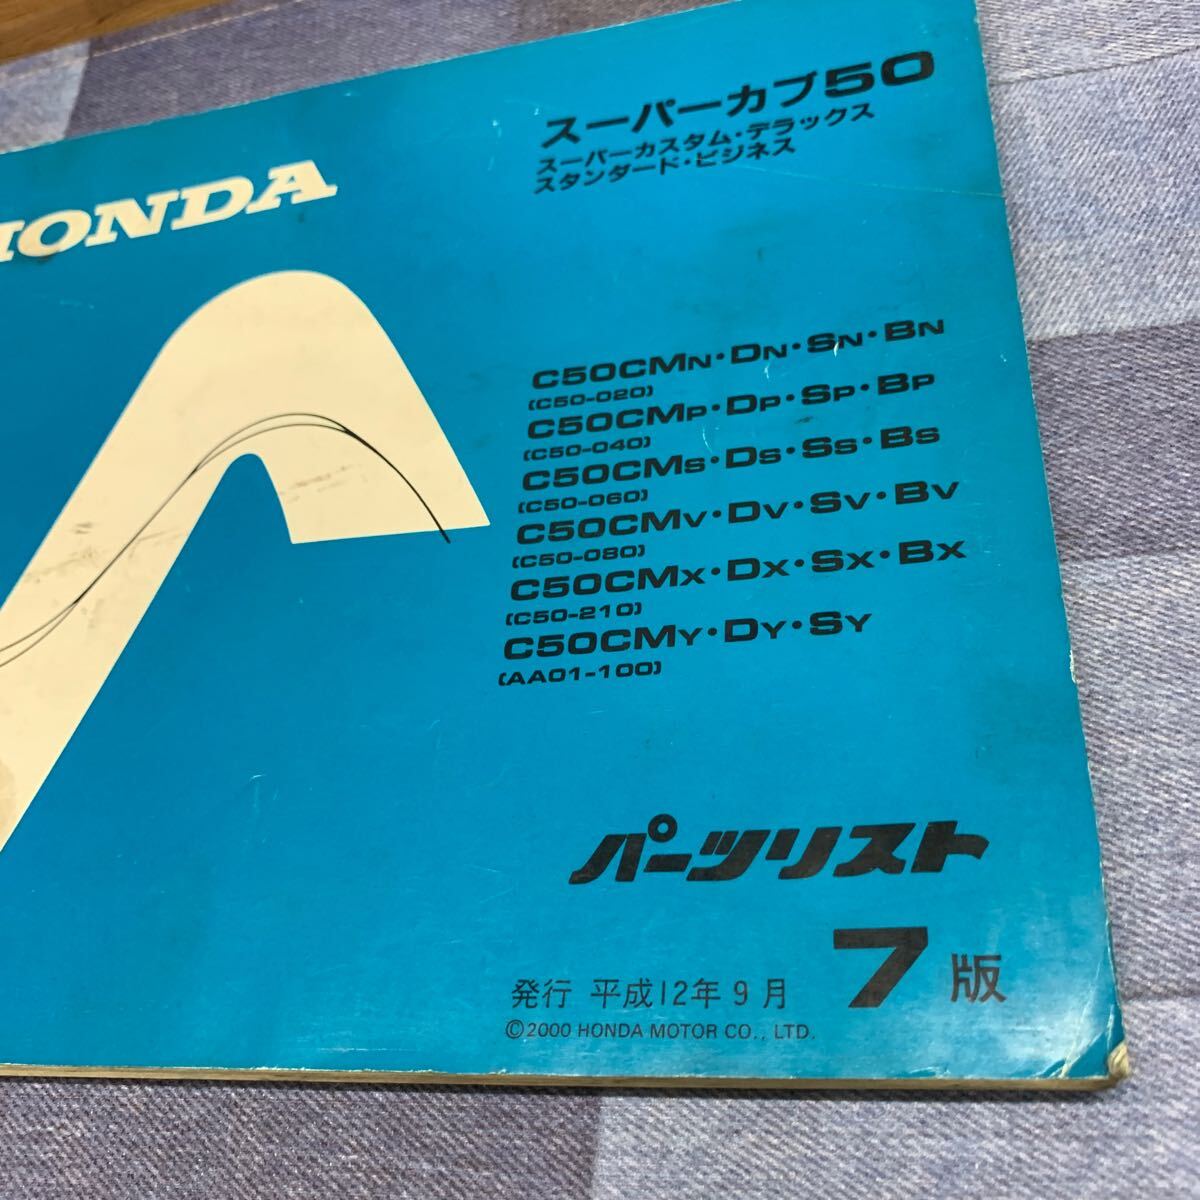 HONDA
スーパーカブ50
スーパーカスタム・デラックス
スタンダード・ビジネス
C50CMN・DN・SN・BN
(C50-020)
C50CMP・DP・SP・BP
(C50-040)
C50CMS・DS・SS・BS
(C50-060)
C50CMV・DV・SV・BV
(C50-080)
C50CMX・DX・SX・BX
(C50-210)
C50CMY・DY・SY
(AA01-100)
パーツリスト
発行 平成12年9月 7版
©2000 HONDA MOTOR CO., LTD.